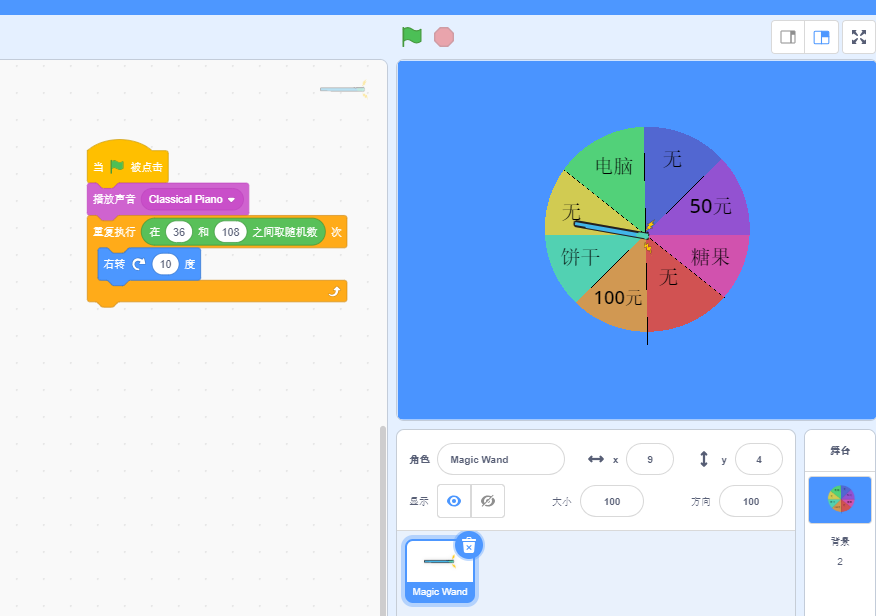 当 被点击
播放声音 Classical Piano
重复执行 在 36 和 108 之间取随机数 次
右转 10 度
电脑
无
50元
无
饼干
糖果
无
100元
角色 Magic Wand x 9 y 4
显示 大小 100 方向 100
Magic Wand
舞台
背景
2